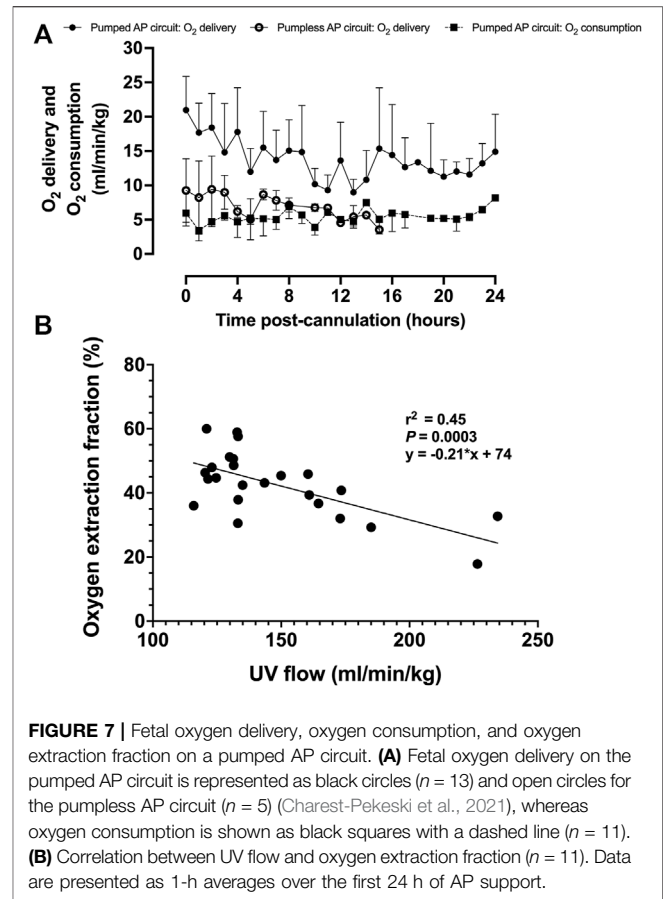 A
Pumped AP circuit: O₂ delivery Pumpless AP circuit: O₂ delivery Pumped AP circuit: O₂ consumption
O₂ delivery and
O₂ consumption
(ml/min/kg)
30
25
20
15
10
5
0
0 4 8 12 16 20 24
Time post-cannulation (hours)
B
Oxygen extraction fraction (%)
80
60
40
20
0
r² = 0.45
P = 0.0003
y = -0.21*x + 74
100 150 200 250
UV flow (ml/min/kg)
FIGURE 7 | Fetal oxygen delivery, oxygen consumption, and oxygen
extraction fraction on a pumped AP circuit. (A) Fetal oxygen delivery on the
pumped AP circuit is represented as black circles (n = 13) and open circles for
the pumpless AP circuit (n = 5) (Charest-Pekeski et al., 2021), whereas
oxygen consumption is shown as black squares with a dashed line (n = 11).
(B) Correlation between UV flow and oxygen extraction fraction (n = 11). Data
are presented as 1-h averages over the first 24 h of AP support.